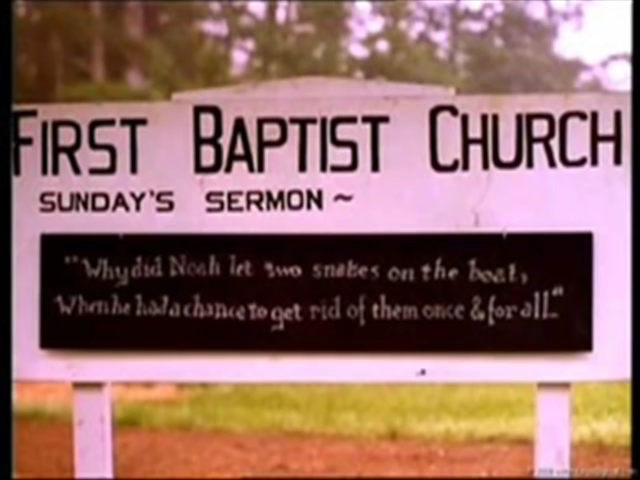 FIRST BAPTIST CHURCH
SUNDAY'S SERMON ~
"Why did Noah let two snakes on the boat,
When he had a chance to get rid of them once & for all."